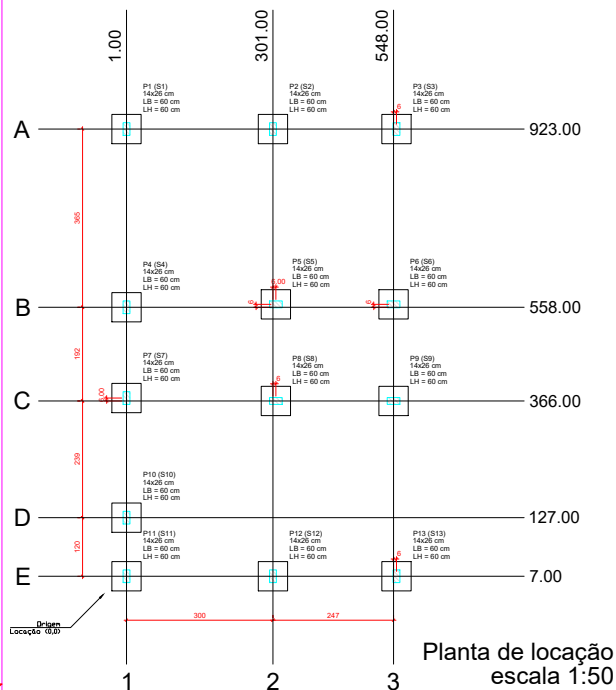 1.00
301.00
548.00
P1 (S1)
14x26 cm
LB = 60 cm
LH = 60 cm
P2 (S2)
14x26 cm
LB = 60 cm
LH = 60 cm
P3 (S3)
14x26 cm
LB = 60 cm
LH = 60 cm
6
A
923.00
365
P4 (S4)
14x26 cm
LB = 60 cm
LH = 60 cm
P5 (S5)
14x26 cm
LB = 60 cm
LH = 60 cm
6.00
6
P6 (S6)
14x26 cm
LB = 60 cm
LH = 60 cm
6
B
558.00
192
P7 (S7)
14x26 cm
LB = 60 cm
LH = 60 cm
P8 (S8)
14x26 cm
LB = 60 cm
LH = 60 cm
6
P9 (S9)
14x26 cm
LB = 60 cm
LH = 60 cm
C
366.00
239
P10 (S10)
14x26 cm
LB = 60 cm
LH = 60 cm
D
127.00
120
P11 (S11)
14x26 cm
LB = 60 cm
LH = 60 cm
P12 (S12)
14x26 cm
LB = 60 cm
LH = 60 cm
P13 (S13)
14x26 cm
LB = 60 cm
LH = 60 cm
6
E
7.00
Origem
Locação (0,0)
300
247
1
2
3
Planta de locação
escala 1:50